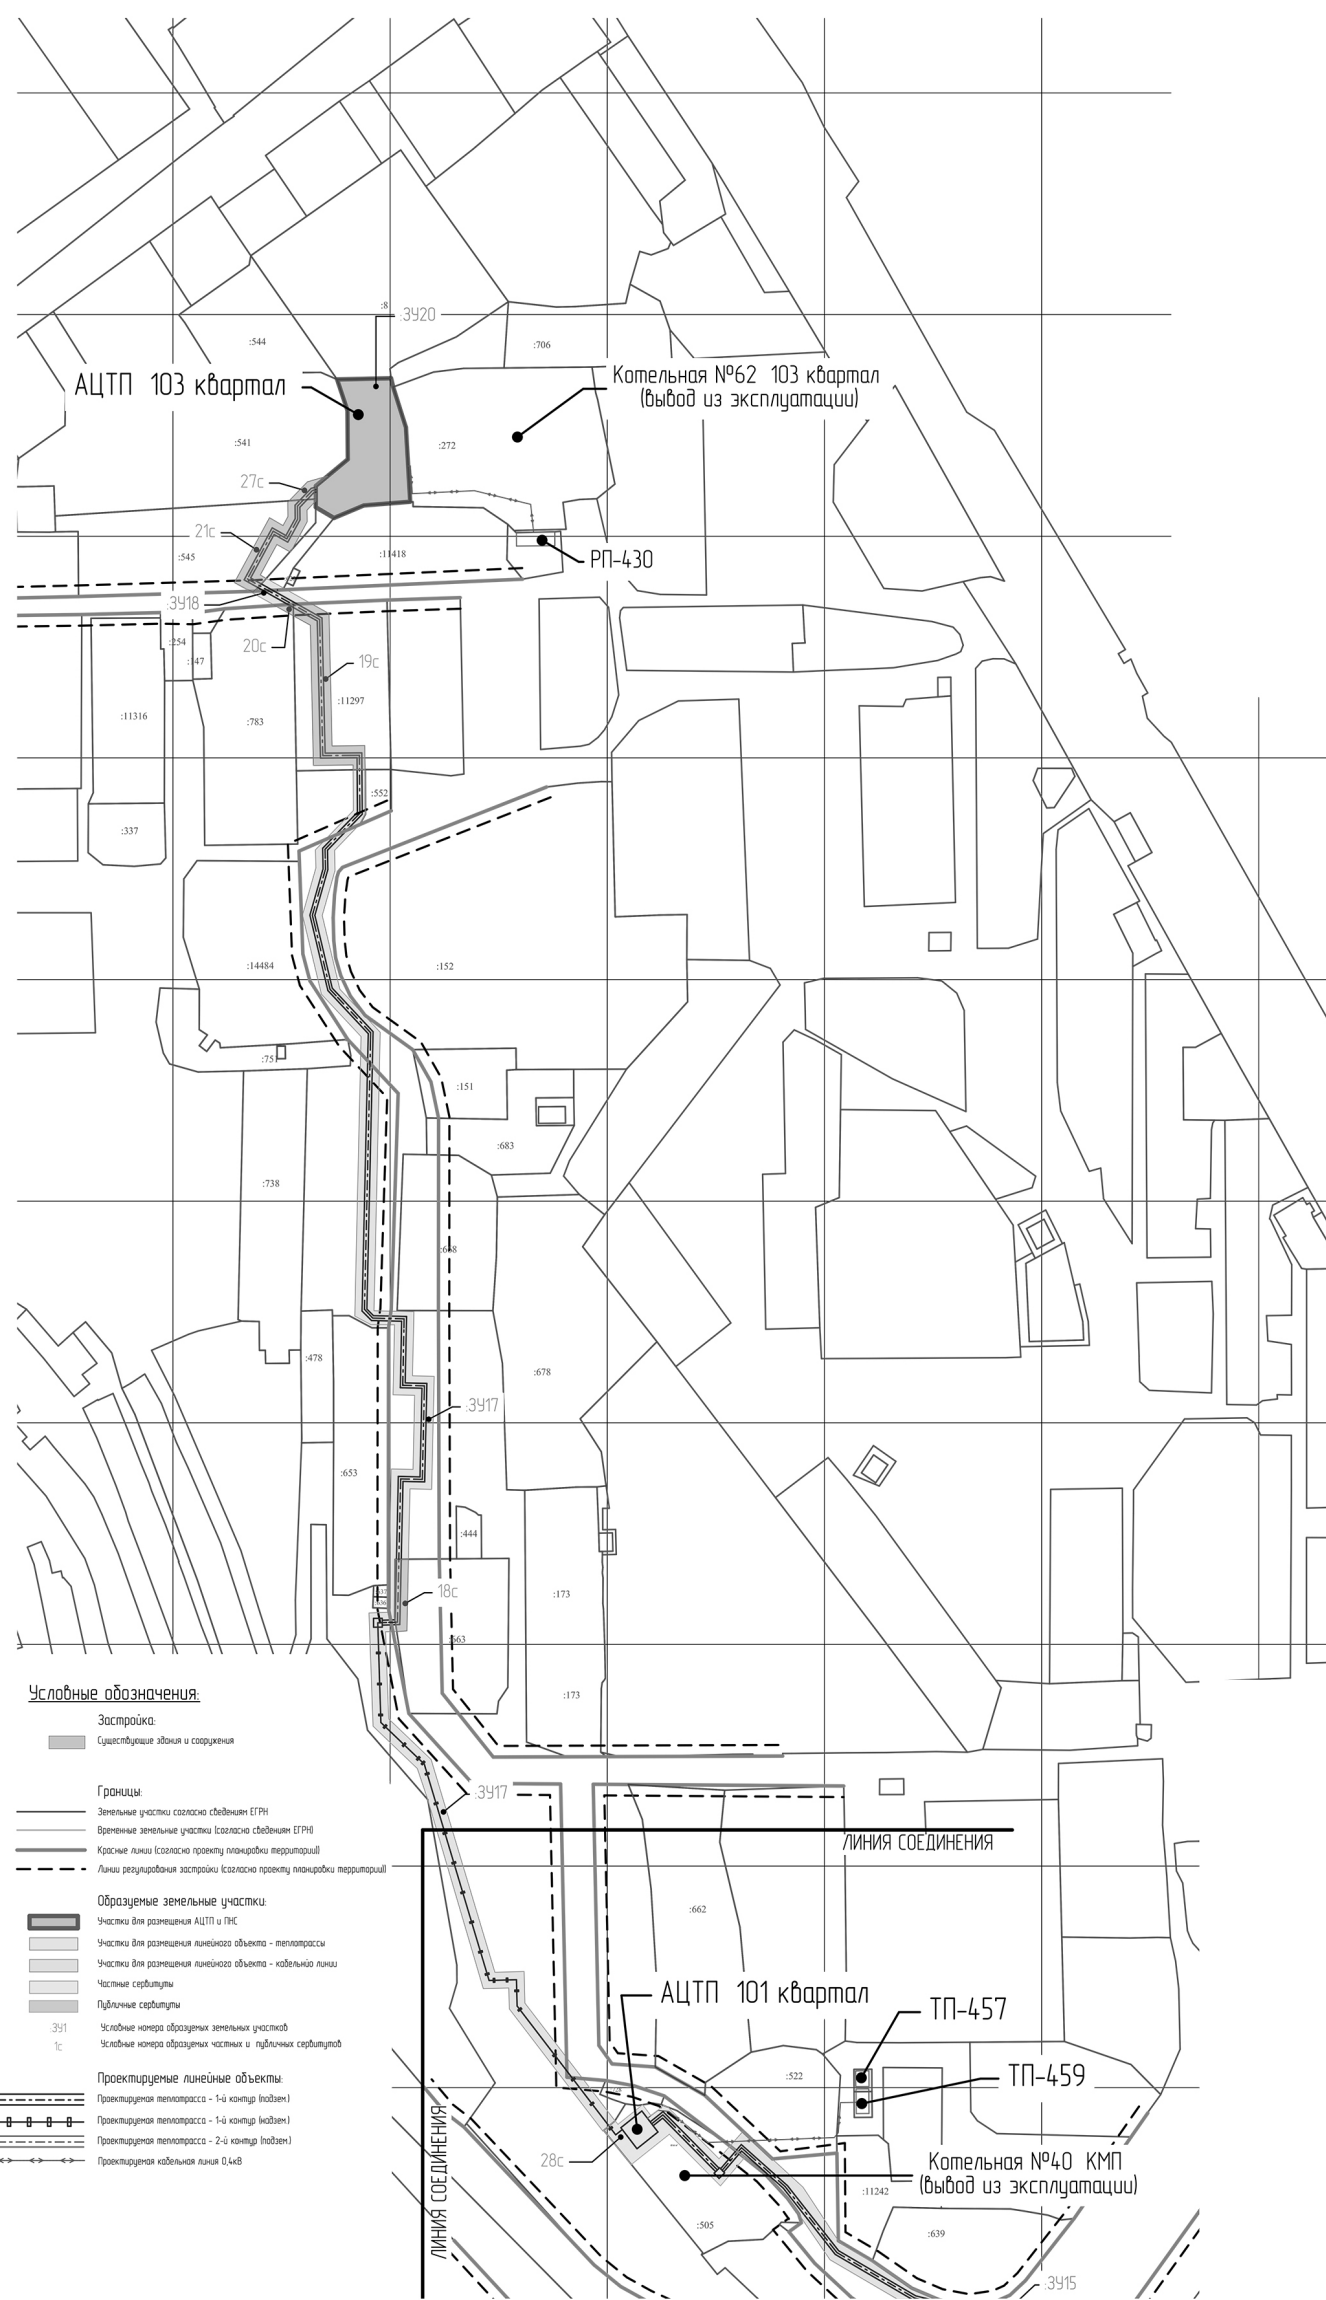 :8
:ЗУ20
:544
:706
АЦТП 103 квартал
Котельная №62 103 квартал
(вывод из эксплуатации)
:541
:272
27с
21с
:545
:11418
РП-430
:ЗУ18
20с
:254
:147
19с
:11297
:11316
:783
:552
:337
:14484
:152
:751
:151
:683
:738
:668
:478
:678
:ЗУ17
:653
:444
18с
:173
:663
:173
Условные обозначения:
Застройка:
Существующие здания и сооружения
Границы:
Земельные участки согласно сведениям ЕГРН
Временные земельные участки (согласно сведениям ЕГРН)
Красные линии (согласно проекту планировки территории))
Линии регулирования застройки (согласно проекту планировки территории))
Образуемые земельные участки:
Участки для размещения АЦТП и ПНС
Участки для размещения линейного объекта - теплотрассы
Участки для размещения линейного объекта - кабельнйо линии
Частные сервитуты
Публичные сервитуты
:ЗУ1 Условные номера образуемых земельных участков
1с Условные номера образуемых частных и публичных сервитутов
Проектируемые линейные объекты:
Проектируемая теплотрасса - 1-й контур (подзем.)
Проектируемая теплотрасса - 1-й контур (надзем.)
Проектируемая теплотрасса - 2-й контур (подзем.)
Проектируемая кабельная линия 0,4кВ
:ЗУ17
ЛИНИЯ СОЕДИНЕНИЯ
:662
АЦТП 101 квартал
ТП-457
ТП-459
:522
ЛИНИЯ СОЕДИНЕНИЯ
28с
Котельная №40 КМП
(вывод из эксплуатации)
:11242
:505
:639
:ЗУ15